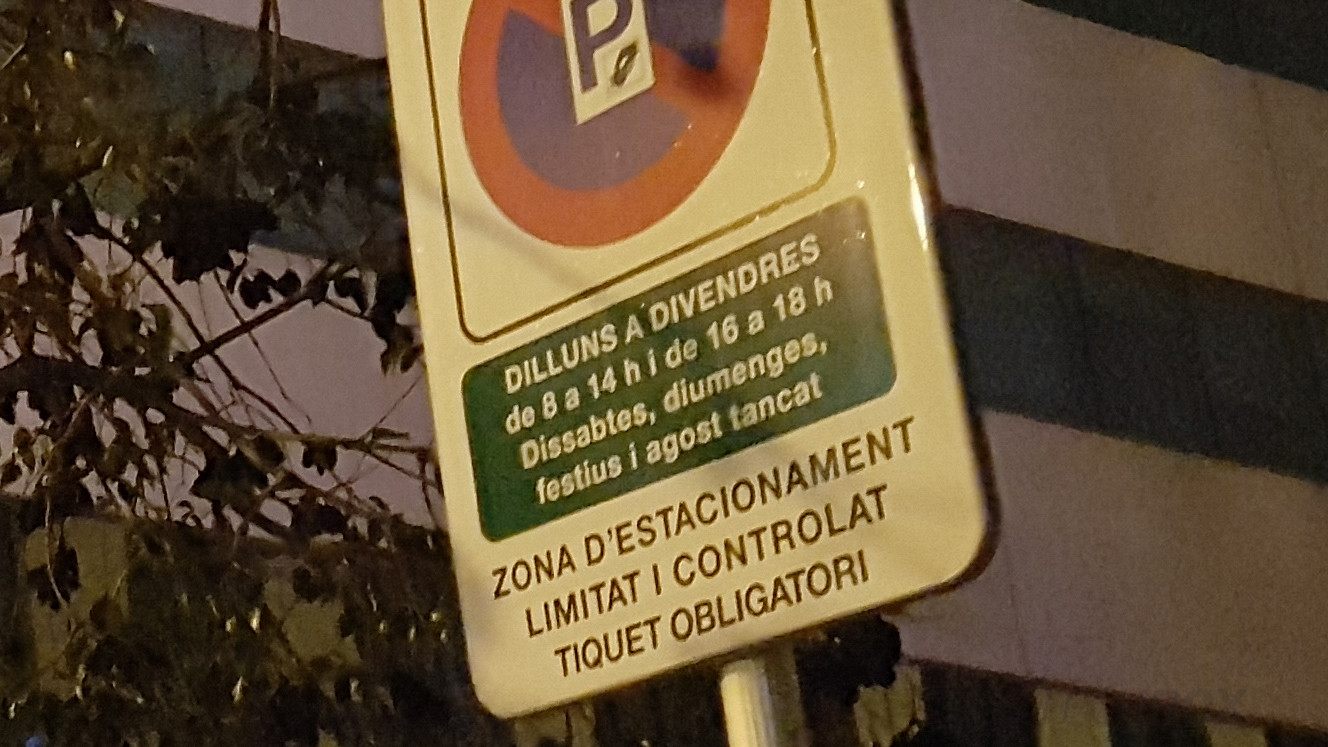 P
DILLUNS A DIVENDRES
de 8 a 14 h i de 16 a 18 h
Dissabtes, diumenges,
festius i agost tancat
ZONA D'ESTACIONAMENT
LIMITAT I CONTROLAT
TIQUET OBLIGATORI